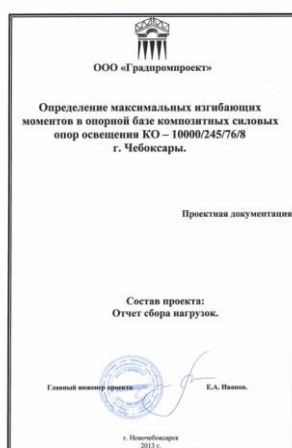 ООО «Градпромпроект»
Определение максимальных изгибающих
моментов в опорной базе композитных силовых
опор освещения КО – 10000/245/76/8
г. Чебоксары.
Проектная документация
Состав проекта:
Отчет сбора нагрузок.
Главный инженер проекта
Е.А. Иванов.
г. Новочебоксарск
2013 г.